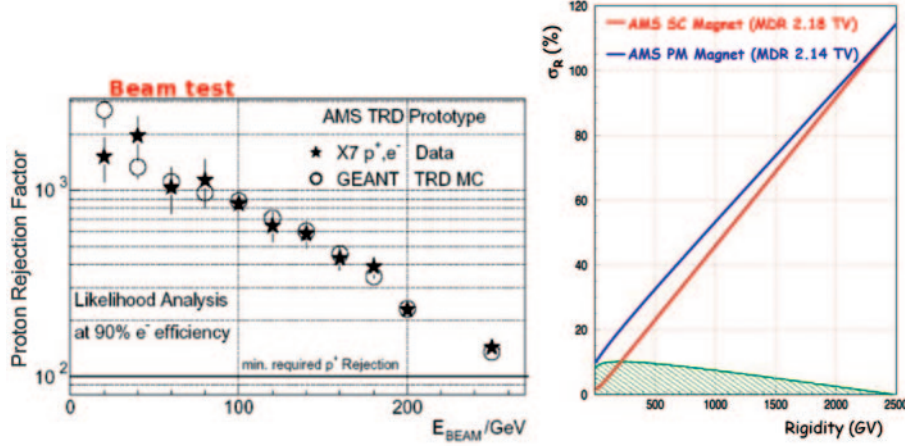 Beam test
AMS TRD Prototype
X7 p⁺,e⁻ Data
GEANT TRD MC
Likelihood Analysis
at 90% e⁻ efficiency
min. required p⁺ Rejection
Proton Rejection Factor
10³
10²
0
100
200
E_BEAM/GeV
AMS SC Magnet (MDR 2.18 TV)
AMS PM Magnet (MDR 2.14 TV)
σ_R (%)
120
100
80
60
40
20
0
500
1000
1500
2000
2500
Rigidity (GV)